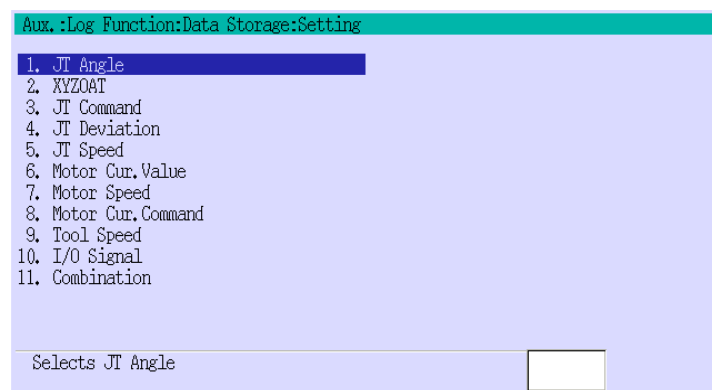 Aux.:Log Function:Data Storage:Setting
1. JT Angle
2. XYZOAT
3. JT Command
4. JT Deviation
5. JT Speed
6. Motor Cur.Value
7. Motor Speed
8. Motor Cur.Command
9. Tool Speed
10. I/O Signal
11. Combination
Selects JT Angle